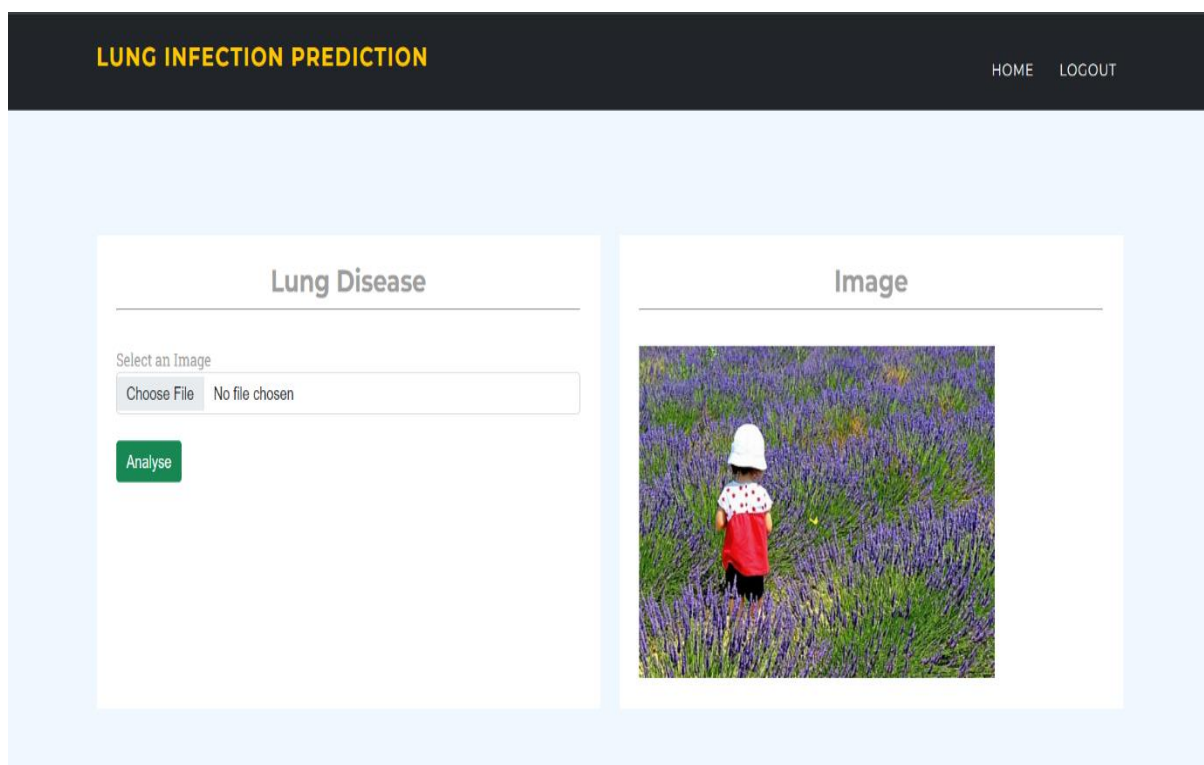 LUNG INFECTION PREDICTION
HOME LOGOUT
Lung Disease
Select an Image
Choose File No file chosen
Analyse
Image